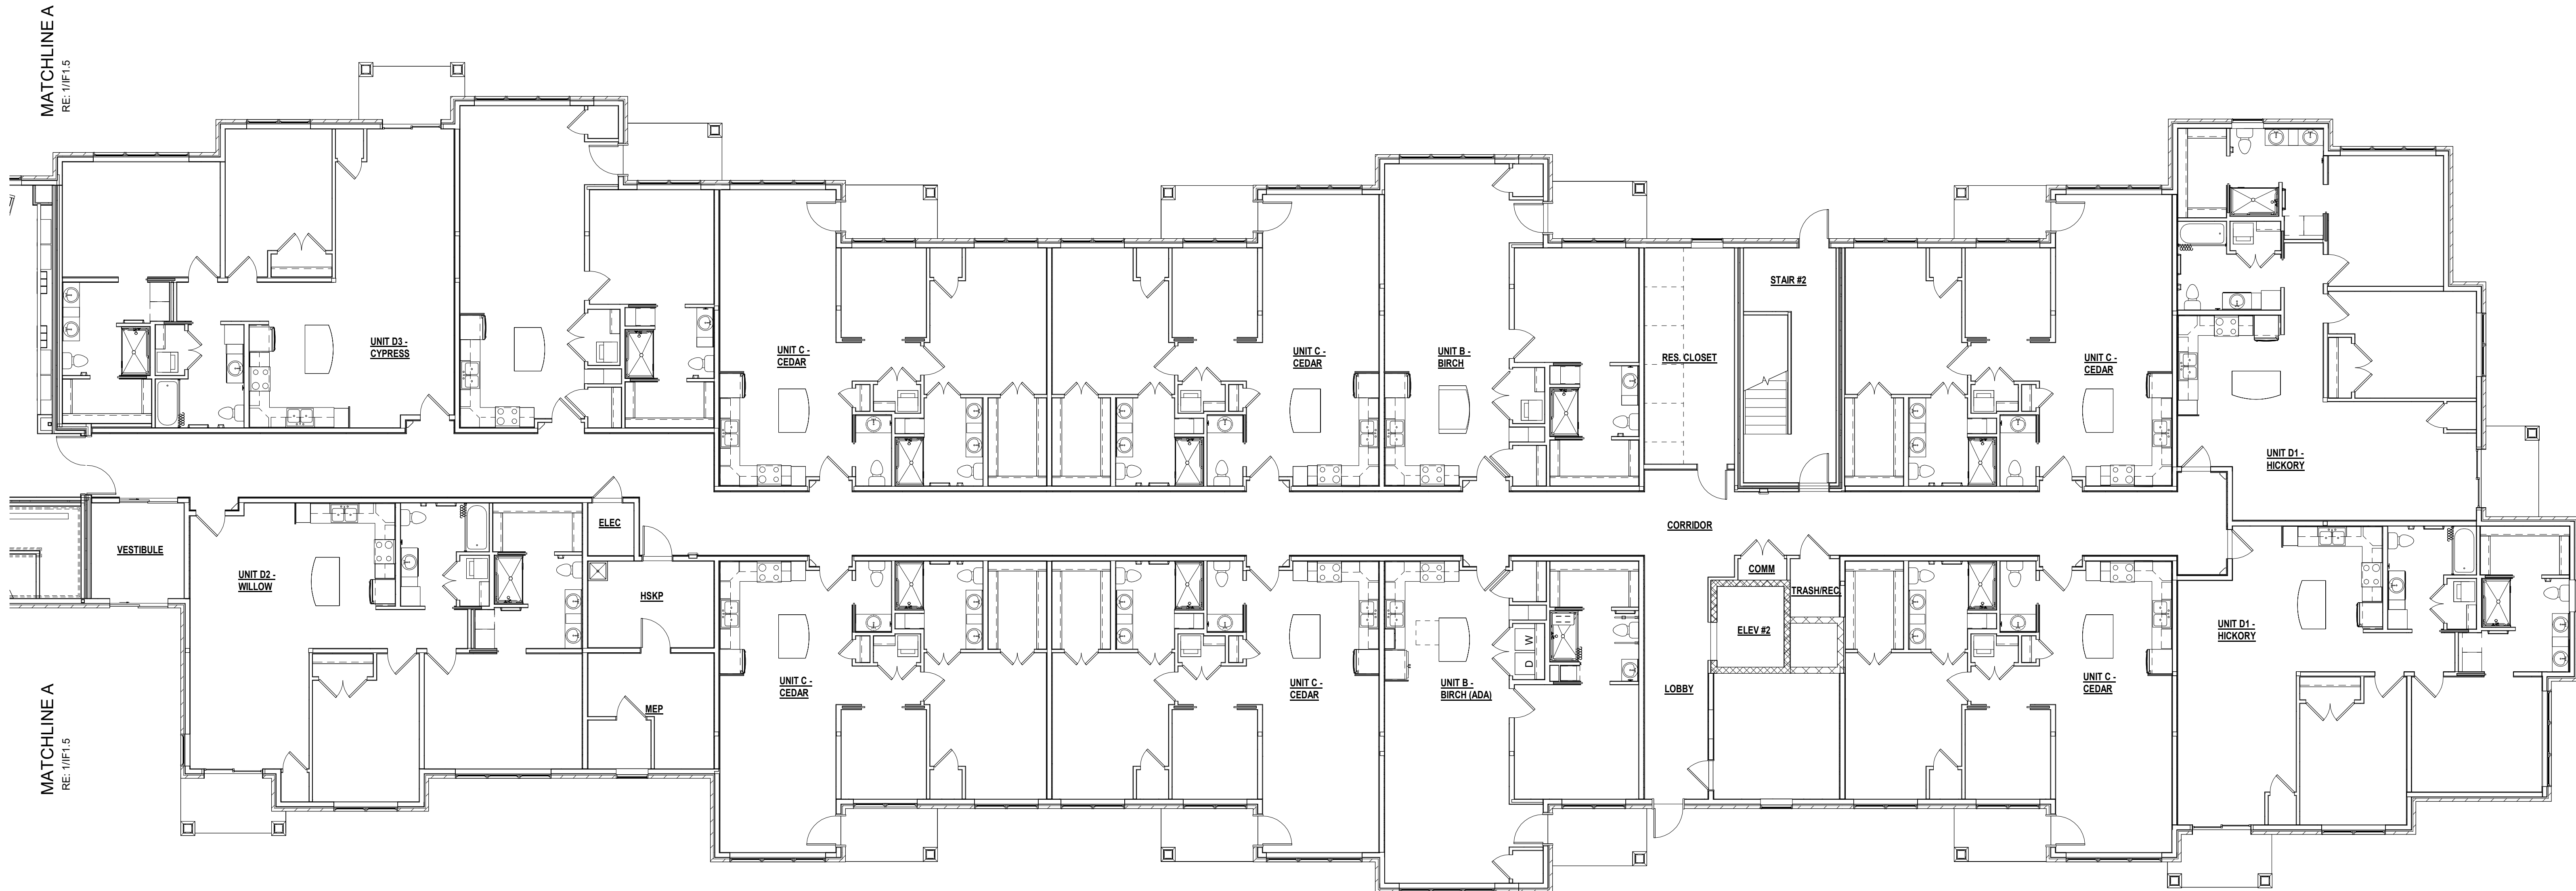 MATCHLINE A
RE: 1/IF1.5
UNIT D3 -
CYPRESS
UNIT C -
CEDAR
UNIT C -
CEDAR
UNIT B -
BIRCH
RES. CLOSET
STAIR #2
UNIT C -
CEDAR
UNIT D1 -
HICKORY
VESTIBULE
ELEC
CORRIDOR
UNIT D2 -
WILLOW
HSKP
COMM
TRASH/REC.
ELEV #2
UNIT D1 -
HICKORY
W
D
MEP
UNIT C -
CEDAR
UNIT C -
CEDAR
UNIT B -
BIRCH (ADA)
LOBBY
UNIT C -
CEDAR
MATCHLINE A
RE: 1/IF1.5